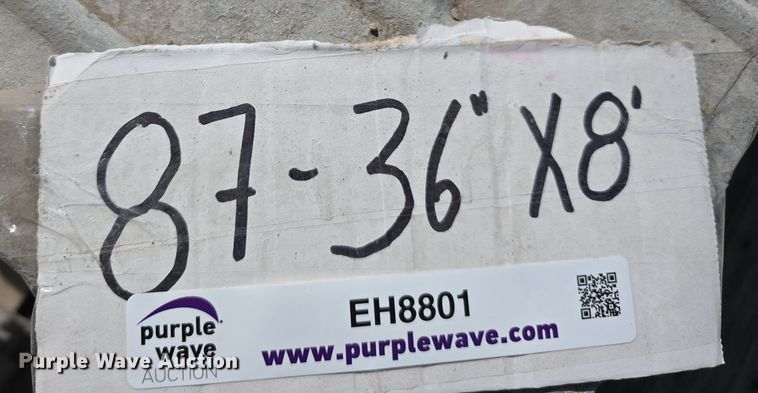 87-36" X8'
purple wave AUCTION
EH8801
www.purplewave.com
Purple Wave Auction